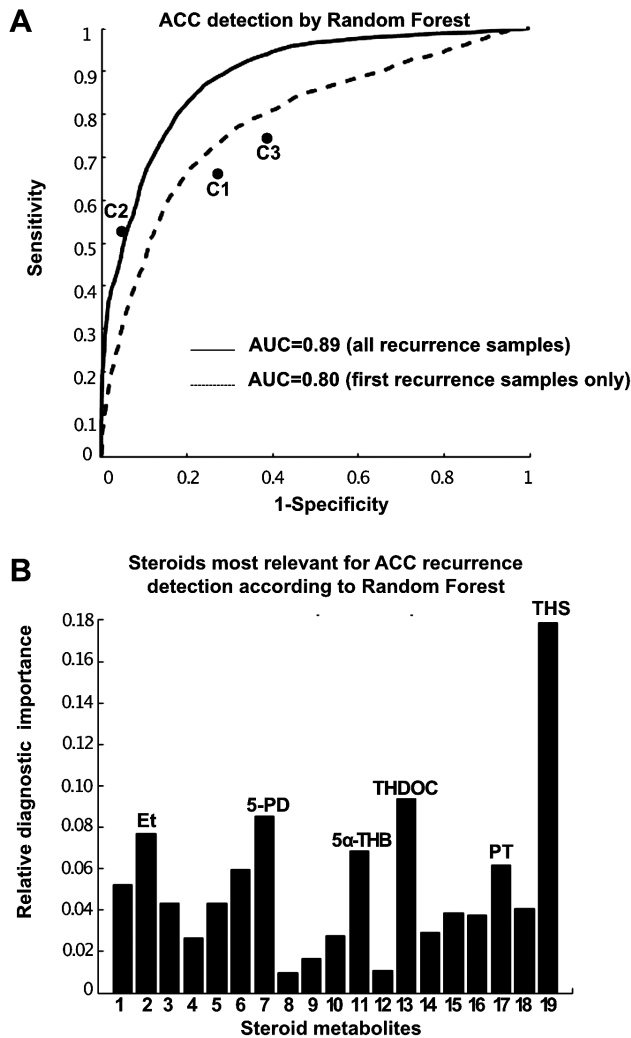 A
ACC detection by Random Forest
1
0.9
0.8
0.7
0.6
0.5
0.4
0.3
0.2
0.1
0
Sensitivity
C2
C1
C3
AUC=0.89 (all recurrence samples)
AUC=0.80 (first recurrence samples only)
0 0.2 0.4 0.6 0.8 1
1-Specificity
B
Steroids most relevant for ACC recurrence
detection according to Random Forest
0.18
0.16
0.14
0.12
0.10
0.08
0.06
0.04
0.02
0
Relative diagnostic importance
Et
5-PD
5α-THB
THDOC
PT
THS
1 2 3 4 5 6 7 8 9 10 11 12 13 14 15 16 17 18 19
Steroid metabolites